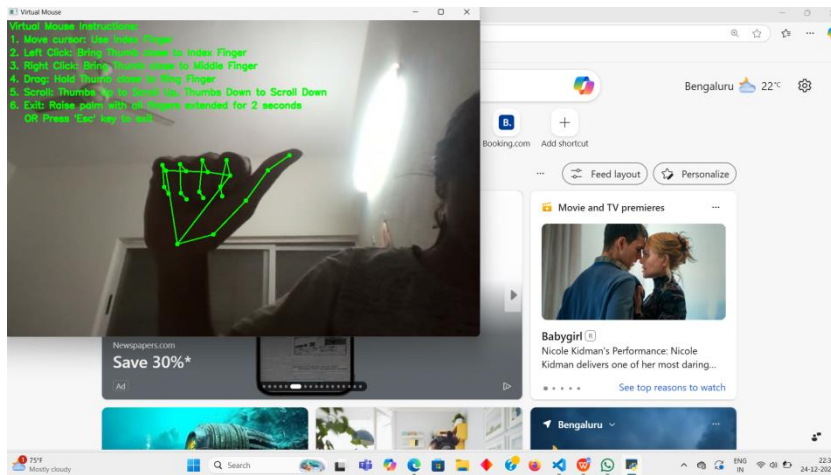 Virtual Mouse
Virtual Mouse Instructions:
1. Move cursor: Use Index Finger
2. Left Click: Bring Thumb close to Index Finger
3. Right Click: Bring Thumb close to Middle Finger
4. Drag: Hold Thumb close to Ring Finger
5. Scroll: Thumbs Up to Scroll Up, Thumbs Down to Scroll Down
6. Exit: Raise palm with all fingers extended for 2 seconds
OR Press 'Esc' key to exit
Bengaluru 22°C
B.
Booking.com
Add shortcut
Feed layout
Personalize
Movie and TV premieres
Babygirl R
Nicole Kidman's Performance: Nicole
Kidman delivers one of her most daring...
See top reasons to watch
Newspapers.com
Save 30%*
Ad
Bengaluru
75°F
Mostly cloudy
Search
ENG
IN
22:3
24-12-202